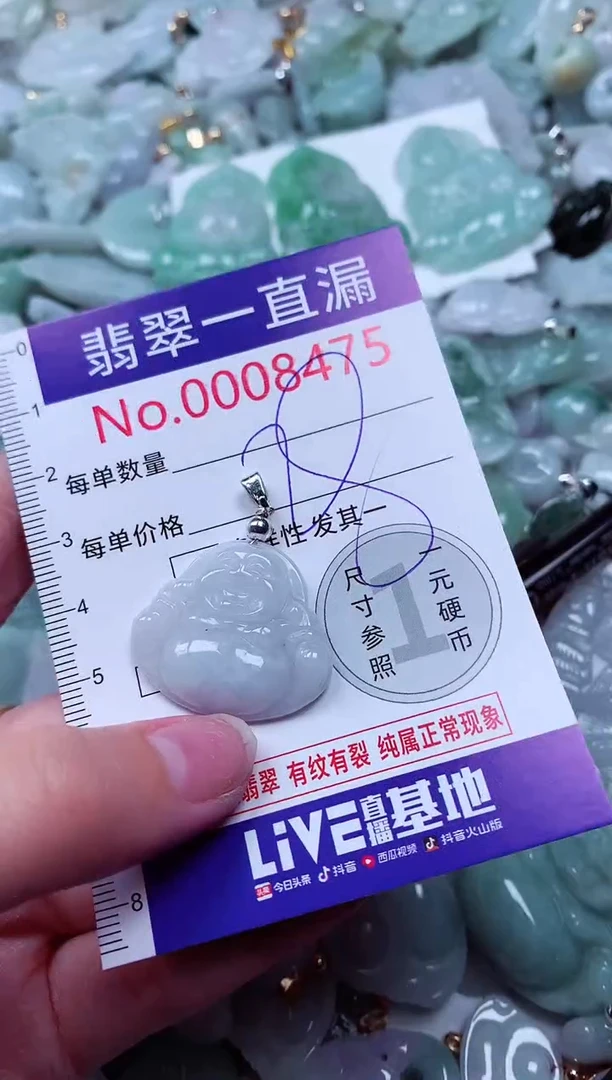 翡翠一直漏
No.0008475
每单数量
每单价格
性发其一
0
1
2
3
4
5
8
尺寸参照
1
一元硬币
翡翠 有纹有裂 纯属正常现象
LiVE直播基地
今日头条 抖音 西瓜视频 抖音火山版